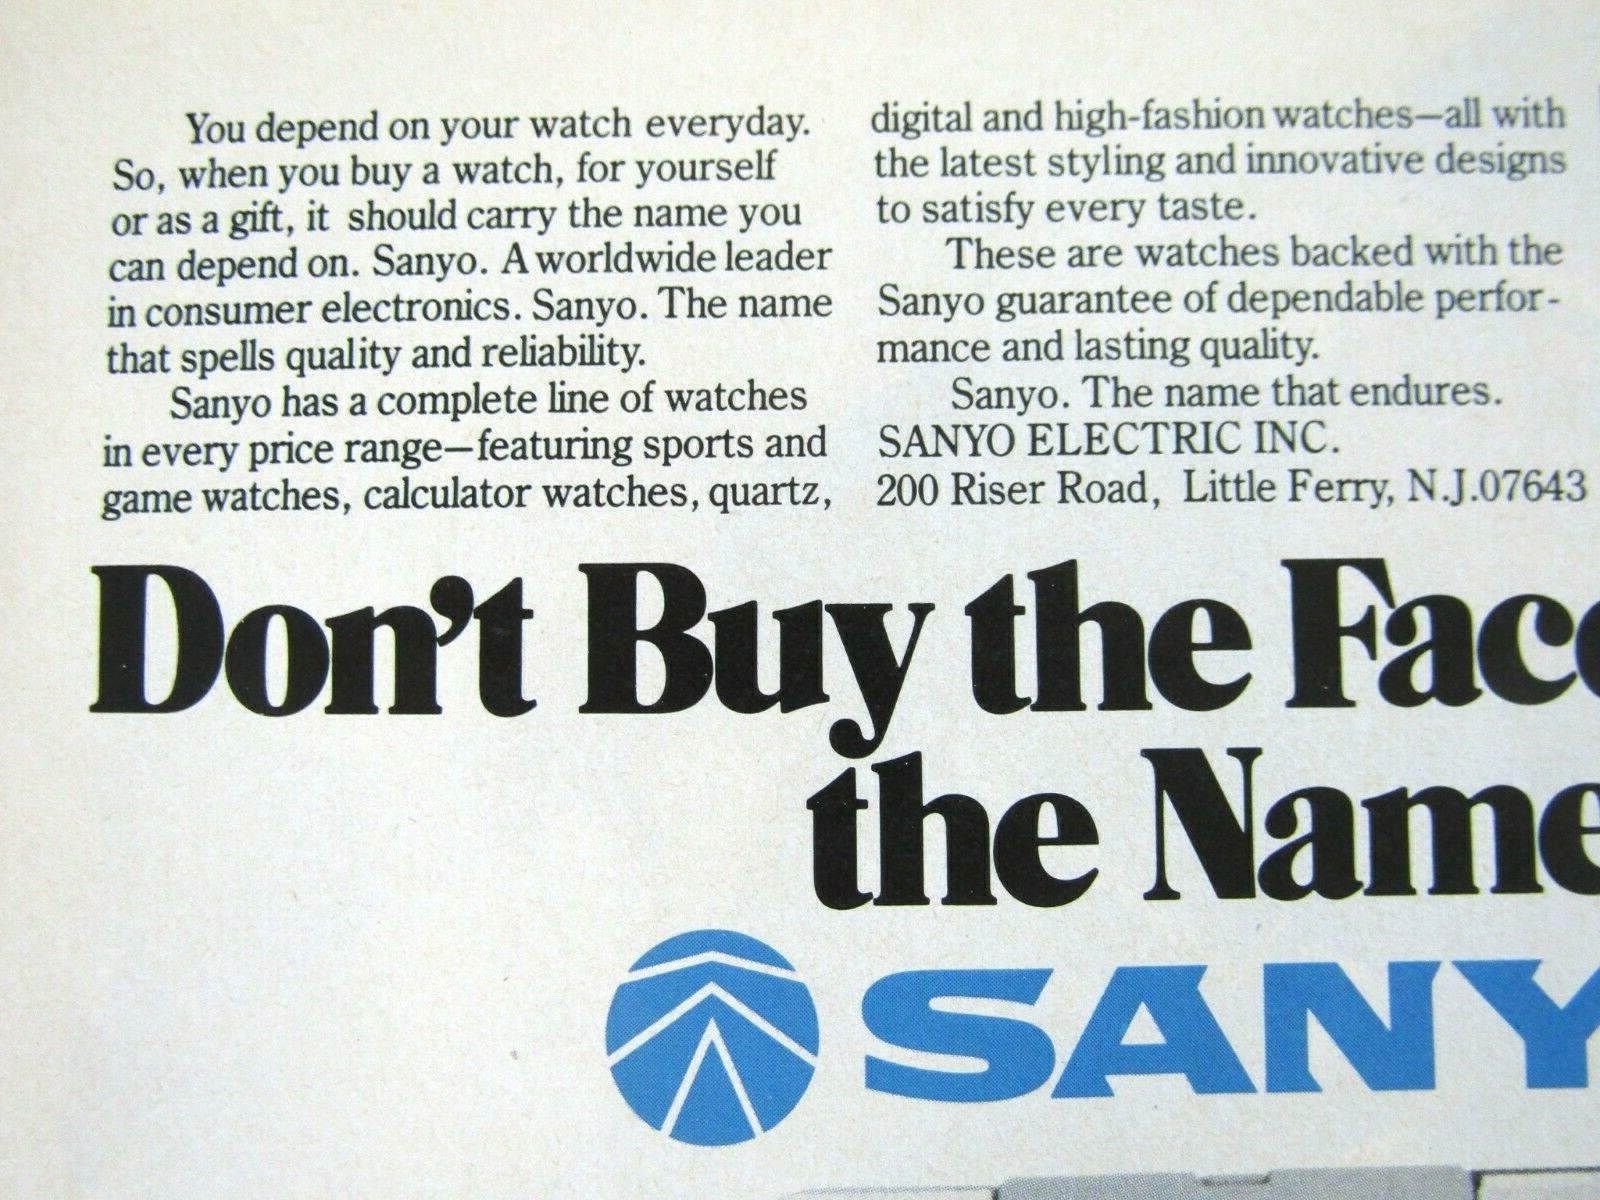 You depend on your watch everyday.
So, when you buy a watch, for yourself
or as a gift, it should carry the name you
can depend on. Sanyo. A worldwide leader
in consumer electronics. Sanyo. The name
that spells quality and reliability.
Sanyo has a complete line of watches
in every price range—featuring sports and
game watches, calculator watches, quartz,
digital and high-fashion watches—all with
the latest styling and innovative designs
to satisfy every taste.
These are watches backed with the
Sanyo guarantee of dependable perfor-
mance and lasting quality.
Sanyo. The name that endures.
SANYO ELECTRIC INC.
200 Riser Road, Little Ferry, N.J.07643
Don't Buy the Face
the Name
SANY